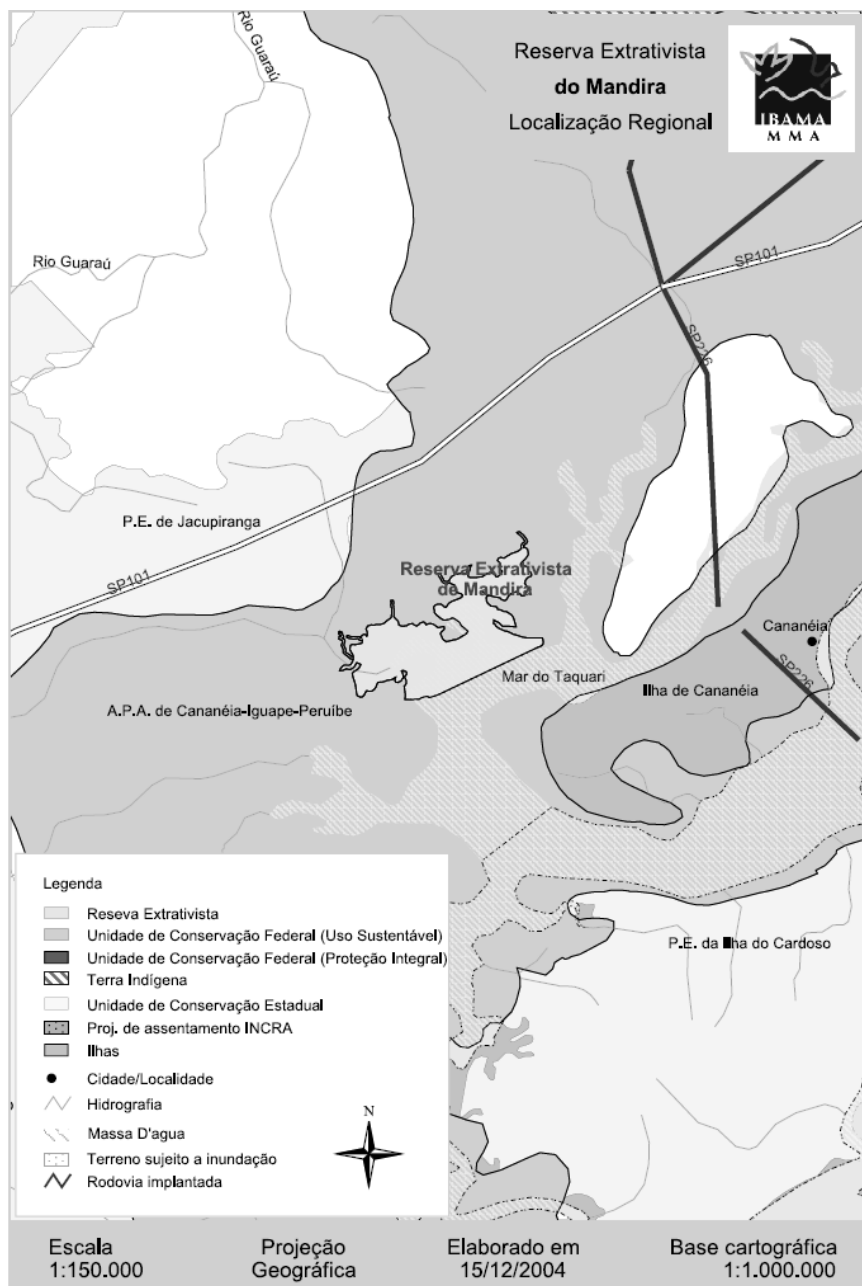 Reserva Extrativista
do Mandira
Localização Regional
IBAMA
MMA
Rio Guaraú
Rio Guaraú
SP101
SP226
P.E. de Jacupiranga
SP101
Reserva Extrativista
de Mandira
Cananéia
Mar do Taquari
Ilha de Cananéia
SP226
A.P.A. de Cananéia-Iguape-Peruíbe
P.E. da Ilha do Cardoso
Legenda
Reseva Extrativista
Unidade de Conservação Federal (Uso Sustentável)
Unidade de Conservação Federal (Proteção Integral)
Terra Indígena
Unidade de Conservação Estadual
Proj. de assentamento INCRA
Ilhas
Cidade/Localidade
Hidrografia
Massa D'agua
Terreno sujeito a inundação
Rodovia implantada
N
Escala
1:150.000
Projeção
Geográfica
Elaborado em
15/12/2004
Base cartográfica
1:1.000.000